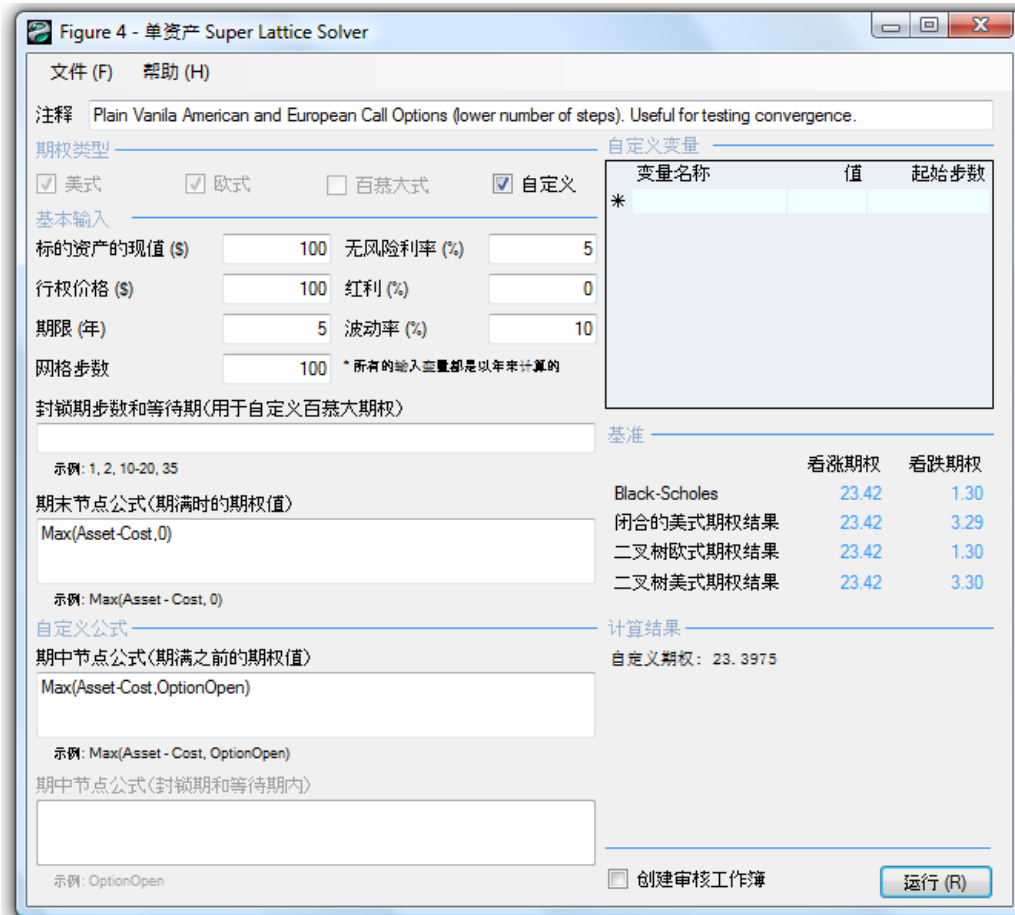 Figure 4 - 单资产 Super Lattice Solver
文件 (F) 帮助 (H)
注释 Plain Vanila American and European Call Options (lower number of steps). Useful for testing convergence.
期权类型
美式 欧式 百慕大式 自定义
基本输入
标的资产的现值 ($) 100 无风险利率 (%) 5
行权价格 ($) 100 红利 (%) 0
期限 (年) 5 波动率 (%) 10
网格步数 100 * 所有的输入变量都是以年来计算的
封锁期步数和等待期(用于自定义百慕大期权)
示例: 1, 2, 10-20, 35
期末节点公式(期满时的期权值)
Max(Asset-Cost,0)
示例: Max(Asset - Cost, 0)
自定义公式
期中节点公式(期满之前的期权值)
Max(Asset-Cost,OptionOpen)
示例: Max(Asset - Cost, OptionOpen)
期中节点公式(封锁期和等待期内)
示例: OptionOpen
自定义变量
变量名称 值 起始步数
*
基准
看涨期权 看跌期权
Black-Scholes 23.42 1.30
闭合的美式期权结果 23.42 3.29
二叉树欧式期权结果 23.42 1.30
二叉树美式期权结果 23.42 3.30
计算结果
自定义期权: 23.3975
创建审核工作簿 运行 (R)